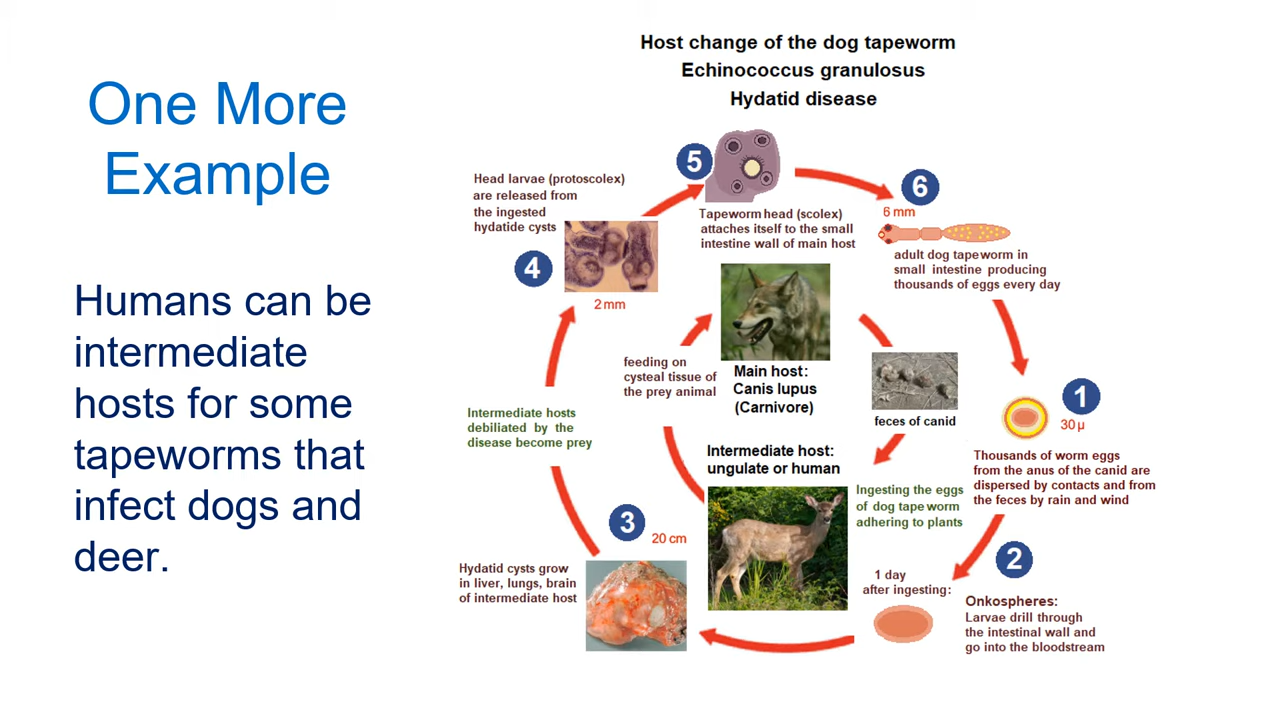 One More
Example
Humans can be
intermediate
hosts for some
tapeworms that
infect dogs and
deer.
Host change of the dog tapeworm
Echinococcus granulosus
Hydatid disease
5
Tapeworm head (scolex)
attaches itself to the small
intestine wall of main host
6
6 mm
adult dog tapeworm in
small intestine producing
thousands of eggs every day
Head larvae (protoscolex)
are released from
the ingested
hydatide cysts
4
2 mm
feeding on
cysteal tissue of
the prey animal
Main host:
Canis lupus
(Carnivore)
feces of canid
1
30 µ
Thousands of worm eggs
from the anus of the canid are
dispersed by contacts and from
the feces by rain and wind
Intermediate hosts
debiliated by the
disease become prey
Intermediate host:
ungulate or human
Ingesting the eggs
of dog tapeworm
adhering to plants
3
20 cm
Hydatid cysts grow
in liver, lungs, brain
of intermediate host
1 day
after ingesting:
2
Onkospheres:
Larvae drill through
the intestinal wall and
go into the bloodstream